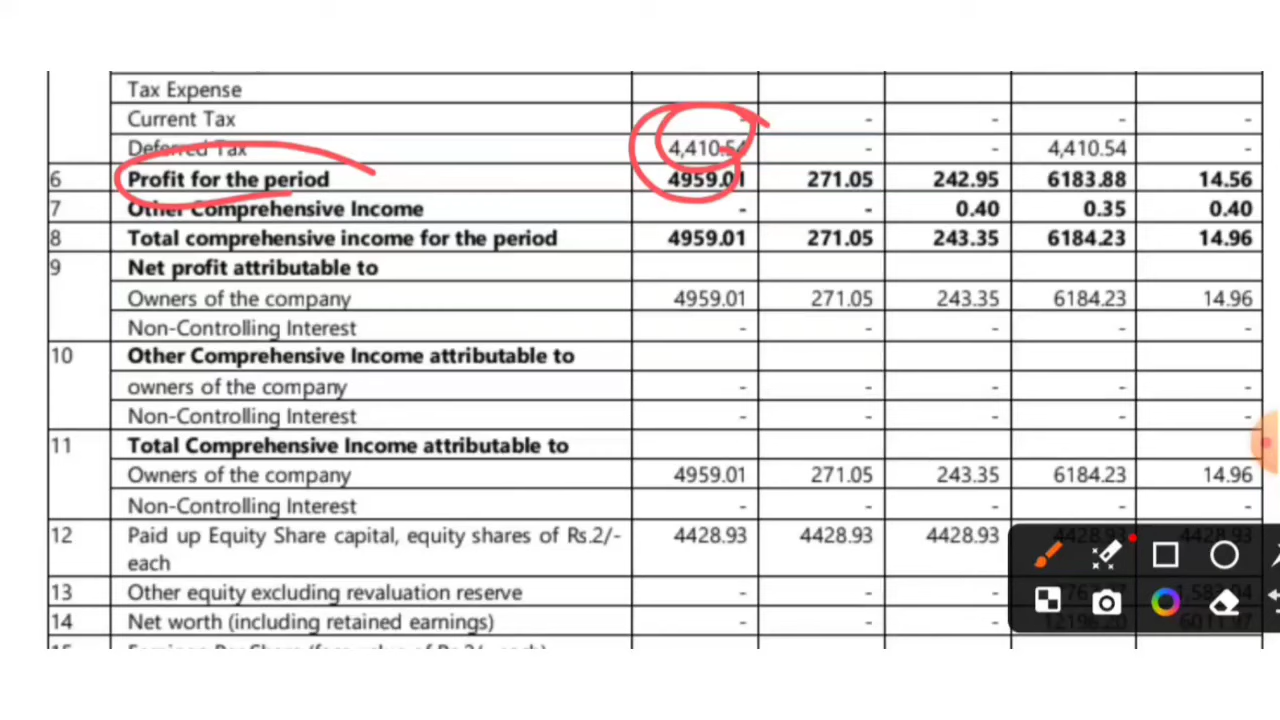 Tax Expense
Current Tax - - - - -
Deferred Tax 4,410.54 - - 4,410.54 -
6 Profit for the period 4959.01 271.05 242.95 6183.88 14.56
7 Other Comprehensive Income - - 0.40 0.35 0.40
8 Total comprehensive income for the period 4959.01 271.05 243.35 6184.23 14.96
9 Net profit attributable to
Owners of the company 4959.01 271.05 243.35 6184.23 14.96
Non-Controlling Interest - - - - -
10 Other Comprehensive Income attributable to
owners of the company - - - - -
Non-Controlling Interest - - - - -
11 Total Comprehensive Income attributable to
Owners of the company 4959.01 271.05 243.35 6184.23 14.96
Non-Controlling Interest - - - - -
12 Paid up Equity Share capital, equity shares of Rs.2/- 4428.93 4428.93 4428.93 4428.93 4428.93
each
13 Other equity excluding revaluation reserve - - -
14 Net worth (including retained earnings) - - -